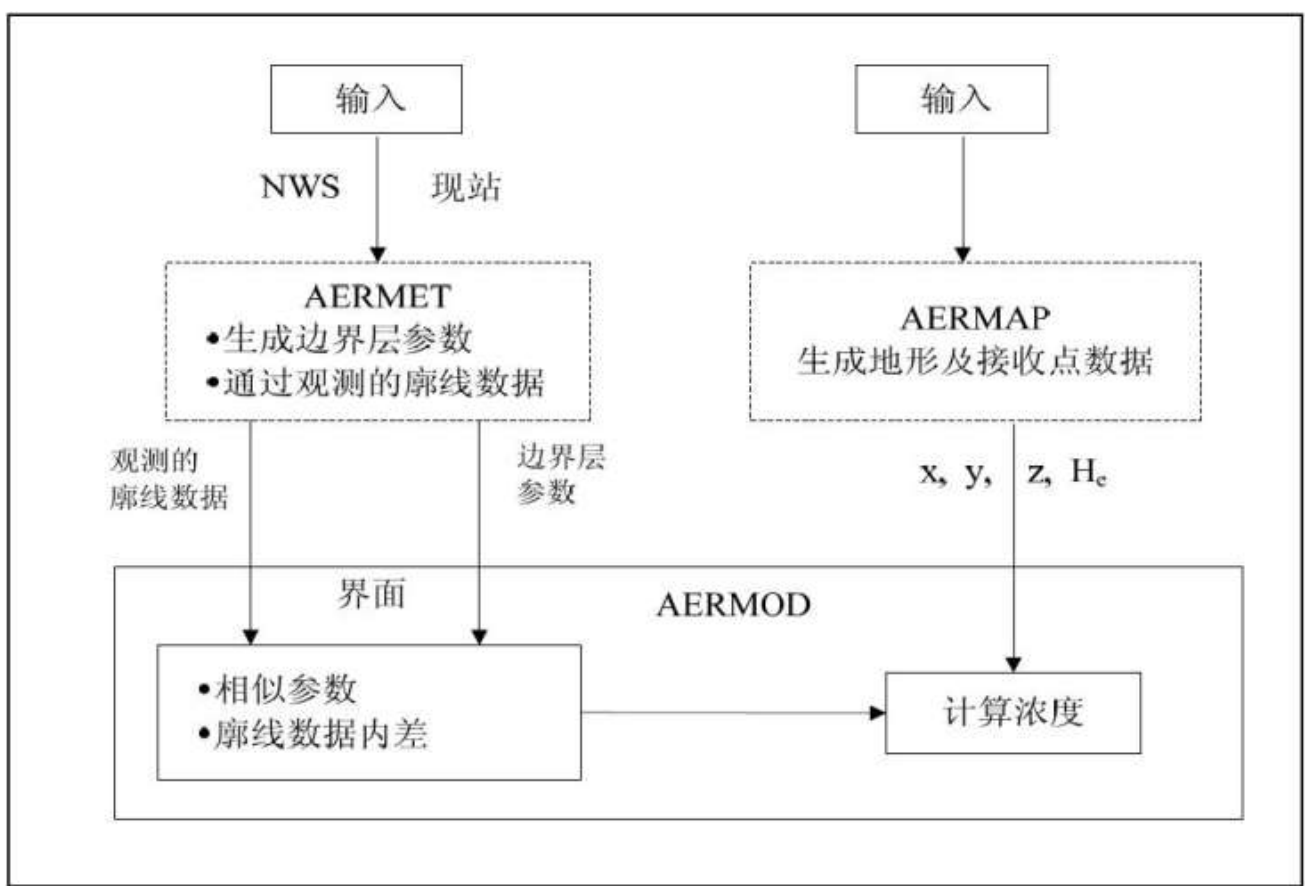 输入
输入
NWS 现站
AERMET
•生成边界层参数
•通过观测的廓线数据
AERMAP
生成地形及接收点数据
观测的
廓线数据
边界层
参数
x, y, z, Hc
界面
AERMOD
•相似参数
•廓线数据内差
计算浓度